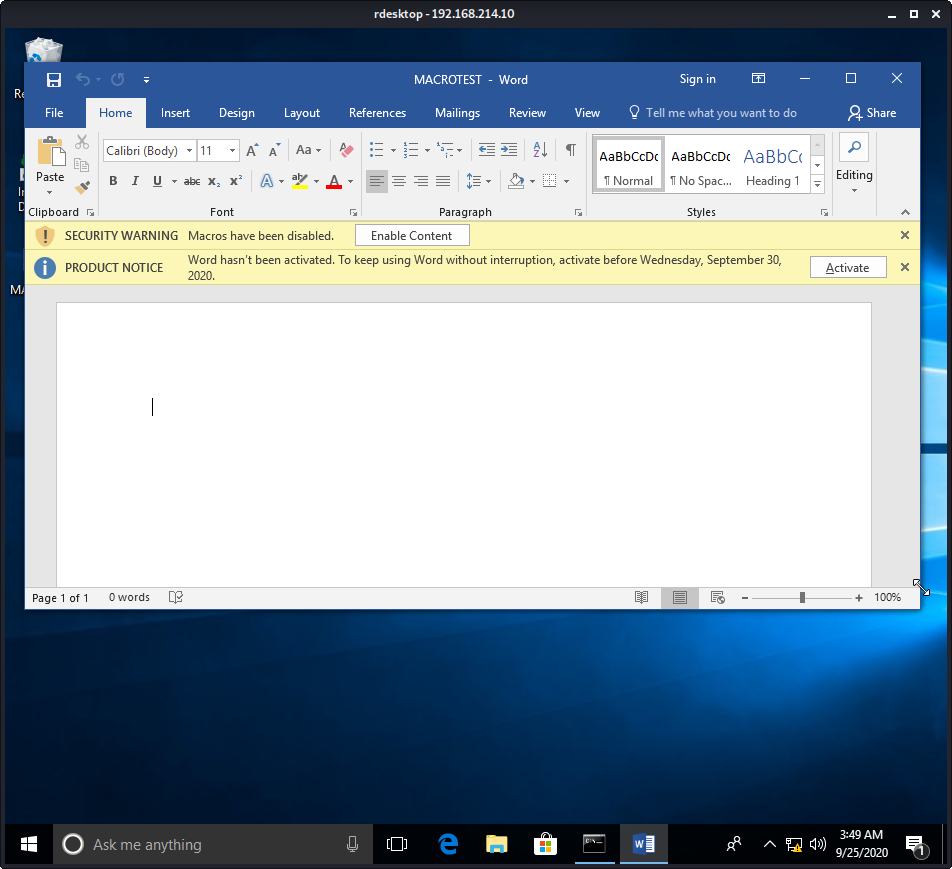 rdesktop - 192.168.214.10
MACROTEST - Word
Sign in
File Home Insert Design Layout References Mailings Review View Tell me what you want to do Share
Paste
Calibri (Body) 11
Aa
B I U abc x₂ x² A ab A
AaBbCcDc AaBbCcDc AaBbCc
¶ Normal ¶ No Spac... Heading 1
Editing
Clipboard Font Paragraph Styles
SECURITY WARNING Macros have been disabled. Enable Content
PRODUCT NOTICE Word hasn't been activated. To keep using Word without interruption, activate before Wednesday, September 30,
2020.
Activate
Page 1 of 1 0 words 100%
Ask me anything
3:49 AM
9/25/2020
1